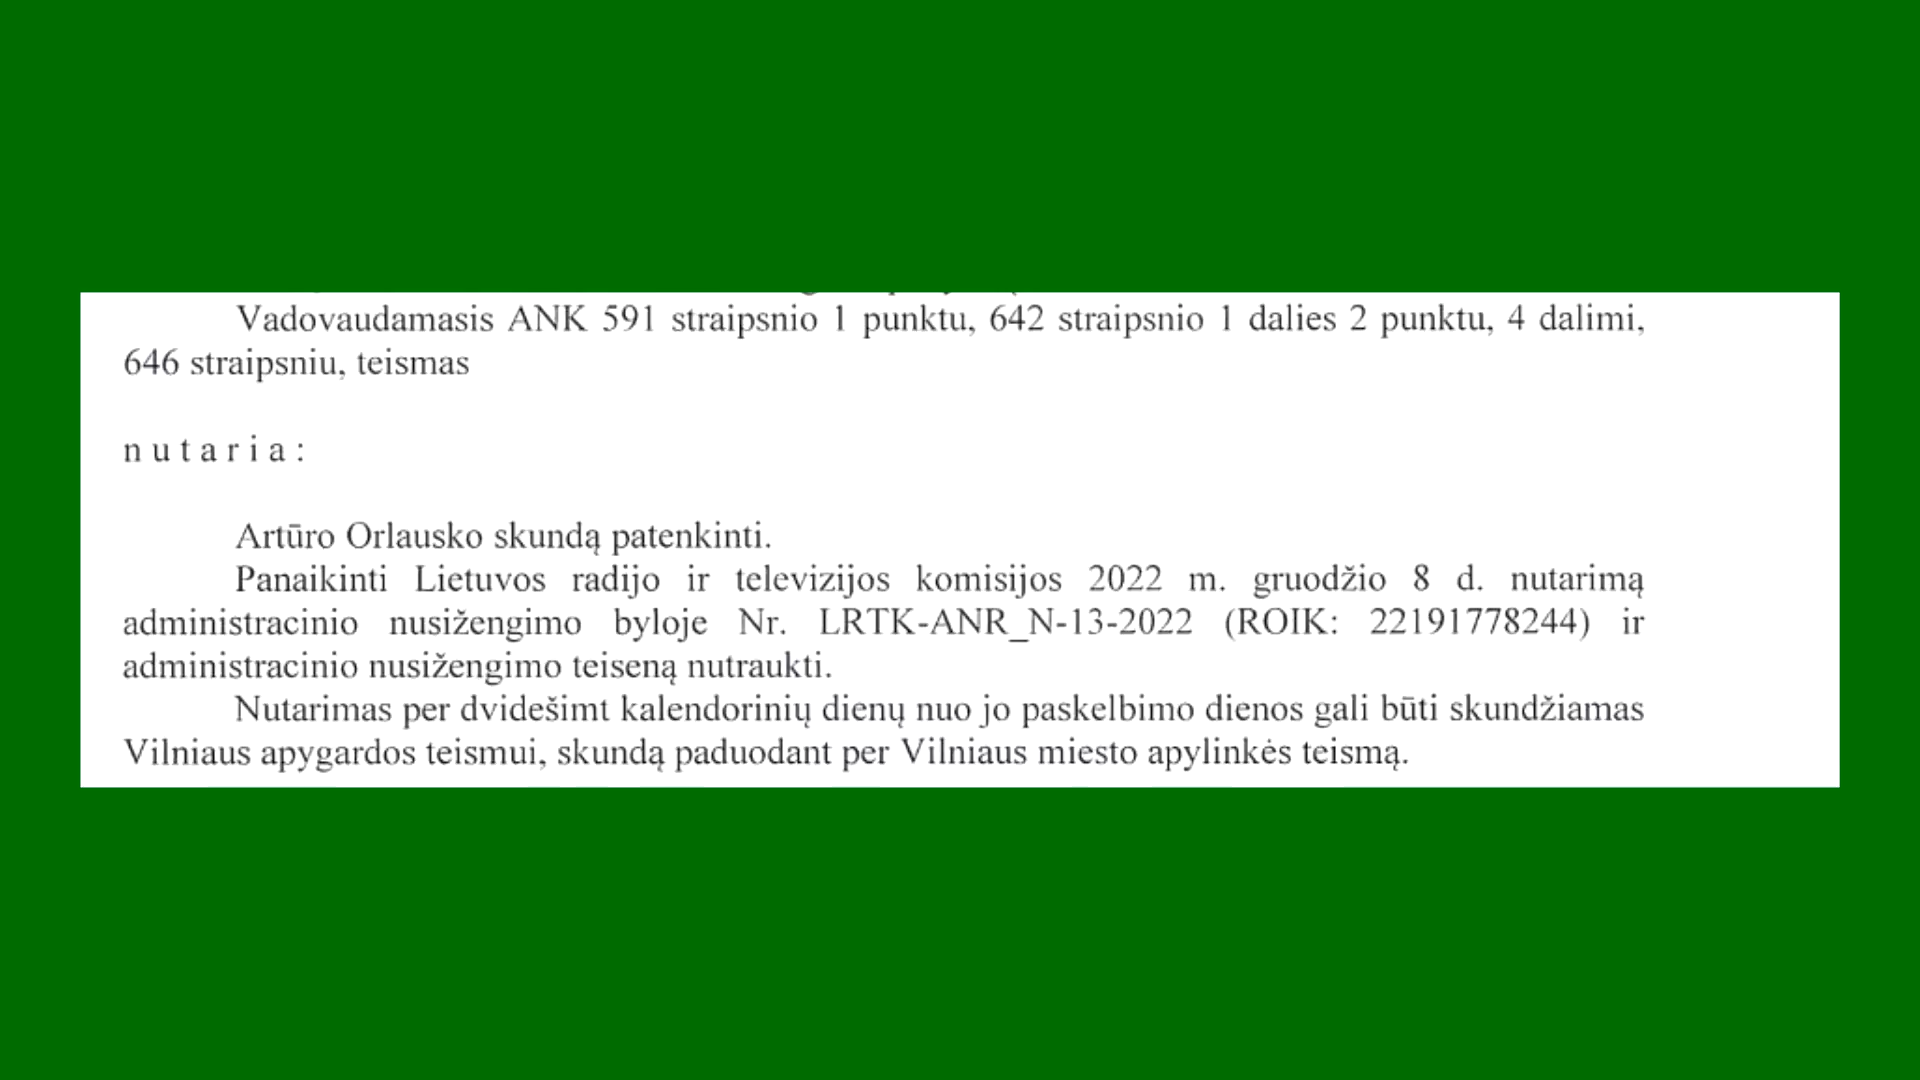 Vadovaudamasis ANK 591 straipsnio 1 punktu, 642 straipsnio 1 dalies 2 punktu, 4 dalimi,
646 straipsniu, teismas
n u t a r i a :
Artūro Orlausko skundą patenkinti.
Panaikinti Lietuvos radijo ir televizijos komisijos 2022 m. gruodžio 8 d. nutarimą
administracinio nusižengimo byloje Nr. LRTK-ANR_N-13-2022 (ROIK: 22191778244) ir
administracinio nusižengimo teiseną nutraukti.
Nutarimas per dvidešimt kalendorinių dienų nuo jo paskelbimo dienos gali būti skundžiamas
Vilniaus apygardos teismui, skundą paduodant per Vilniaus miesto apylinkės teismą.